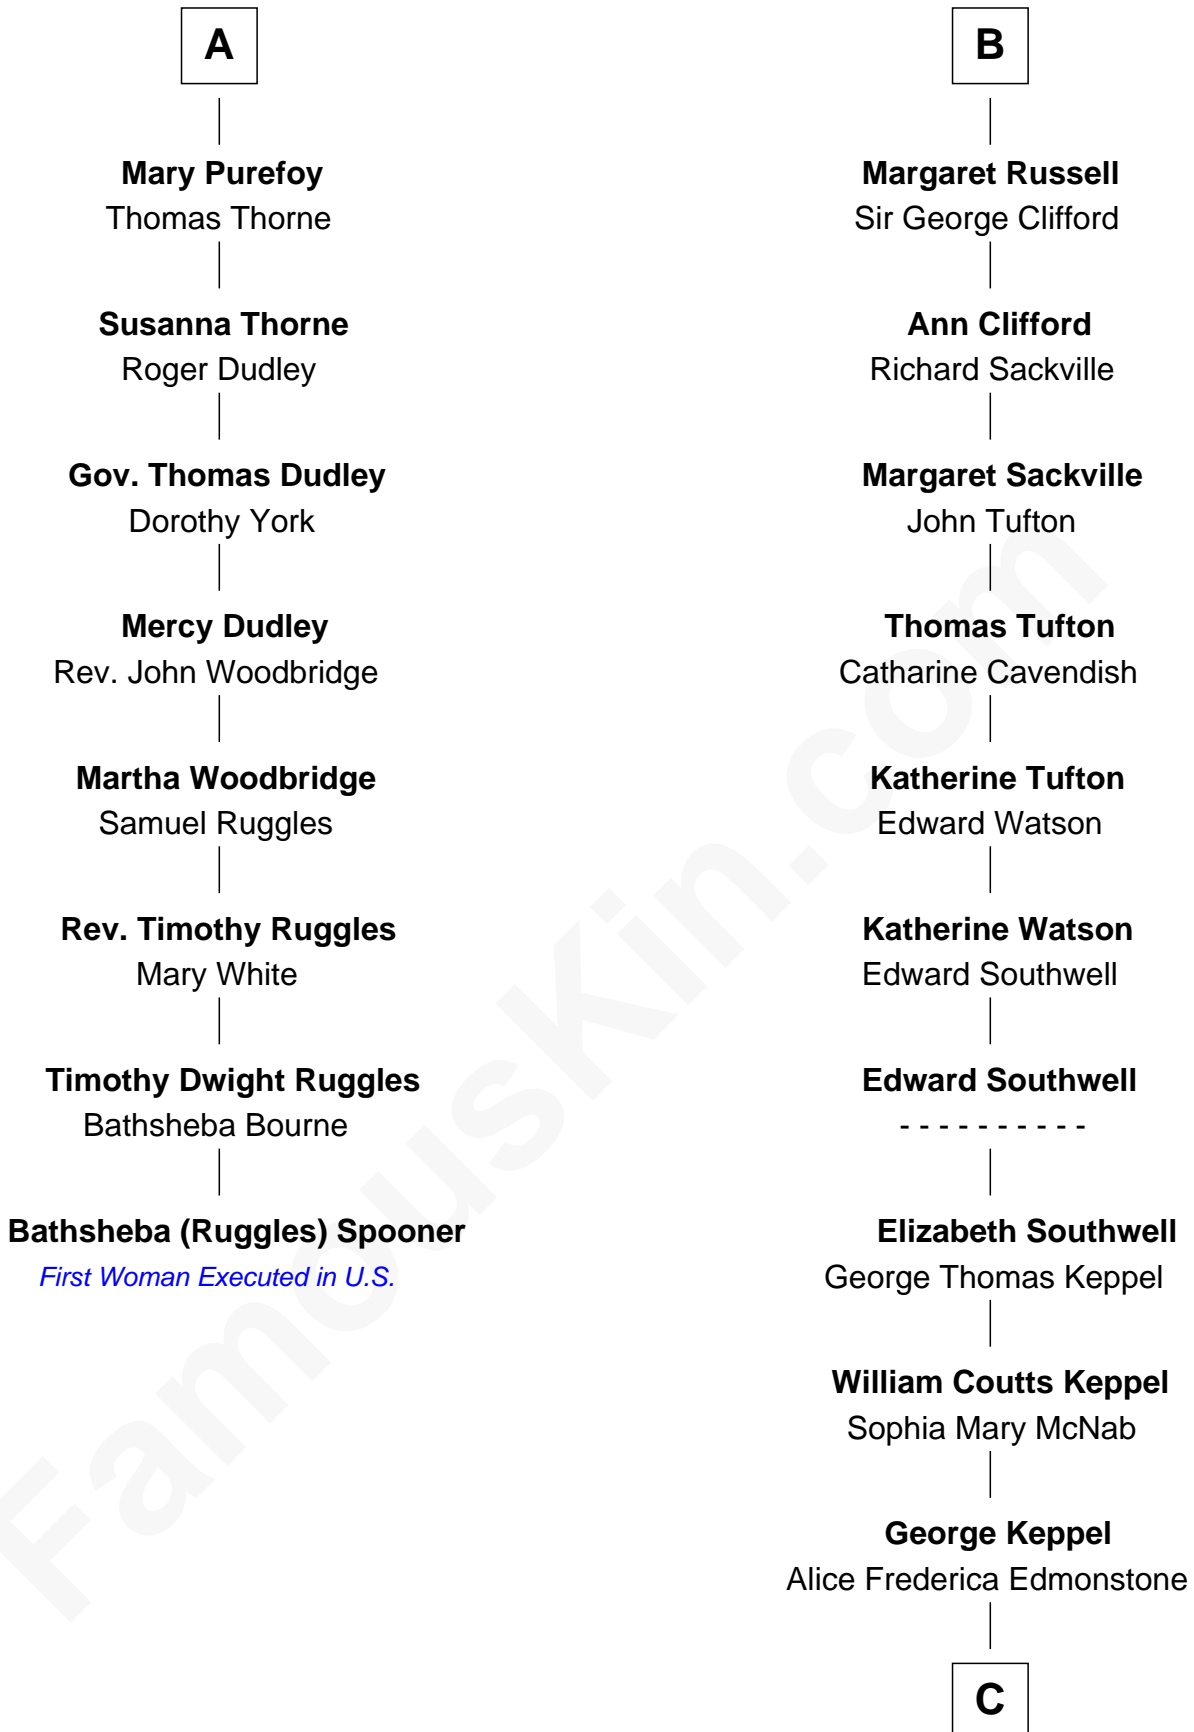 A
Mary Purefoy
Thomas Thorne
Susanna Thorne
Roger Dudley
Gov. Thomas Dudley
Dorothy York
Mercy Dudley
Rev. John Woodbridge
Martha Woodbridge
Samuel Ruggles
Rev. Timothy Ruggles
Mary White
Timothy Dwight Ruggles
Bathsheba Bourne
Bathsheba (Ruggles) Spooner
First Woman Executed in U.S.
B
Margaret Russell
Sir George Clifford
Ann Clifford
Richard Sackville
Margaret Sackville
John Tufton
Thomas Tufton
Catharine Cavendish
Katherine Tufton
Edward Watson
Katherine Watson
Edward Southwell
Edward Southwell
- - - - - - - - - -
Elizabeth Southwell
George Thomas Keppel
William Coutts Keppel
Sophia Mary McNab
George Keppel
Alice Frederica Edmonstone
C
FamousKin.com